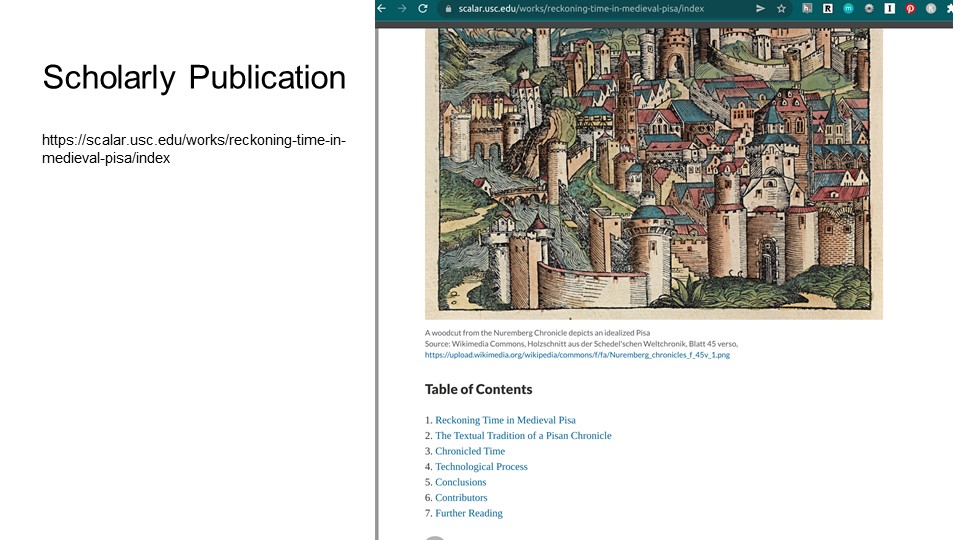 Scholarly Publication
https://scalar.usc.edu/works/reckoning-time-in-
medieval-pisa/index
scalar.usc.edu/works/reckoning-time-in-medieval-pisa/index
A woodcut from the Nuremberg Chronicle depicts an idealized Pisa
Source: Wikimedia Commons, Holzschnitt aus der Schedel'schen Weltchronik, Blatt 45 verso,
https://upload.wikimedia.org/wikipedia/commons/f/fa/Nuremberg_chronicles_f_45v_1.png
Table of Contents
1. Reckoning Time in Medieval Pisa
2. The Textual Tradition of a Pisan Chronicle
3. Chronicled Time
4. Technological Process
5. Conclusions
6. Contributors
7. Further Reading